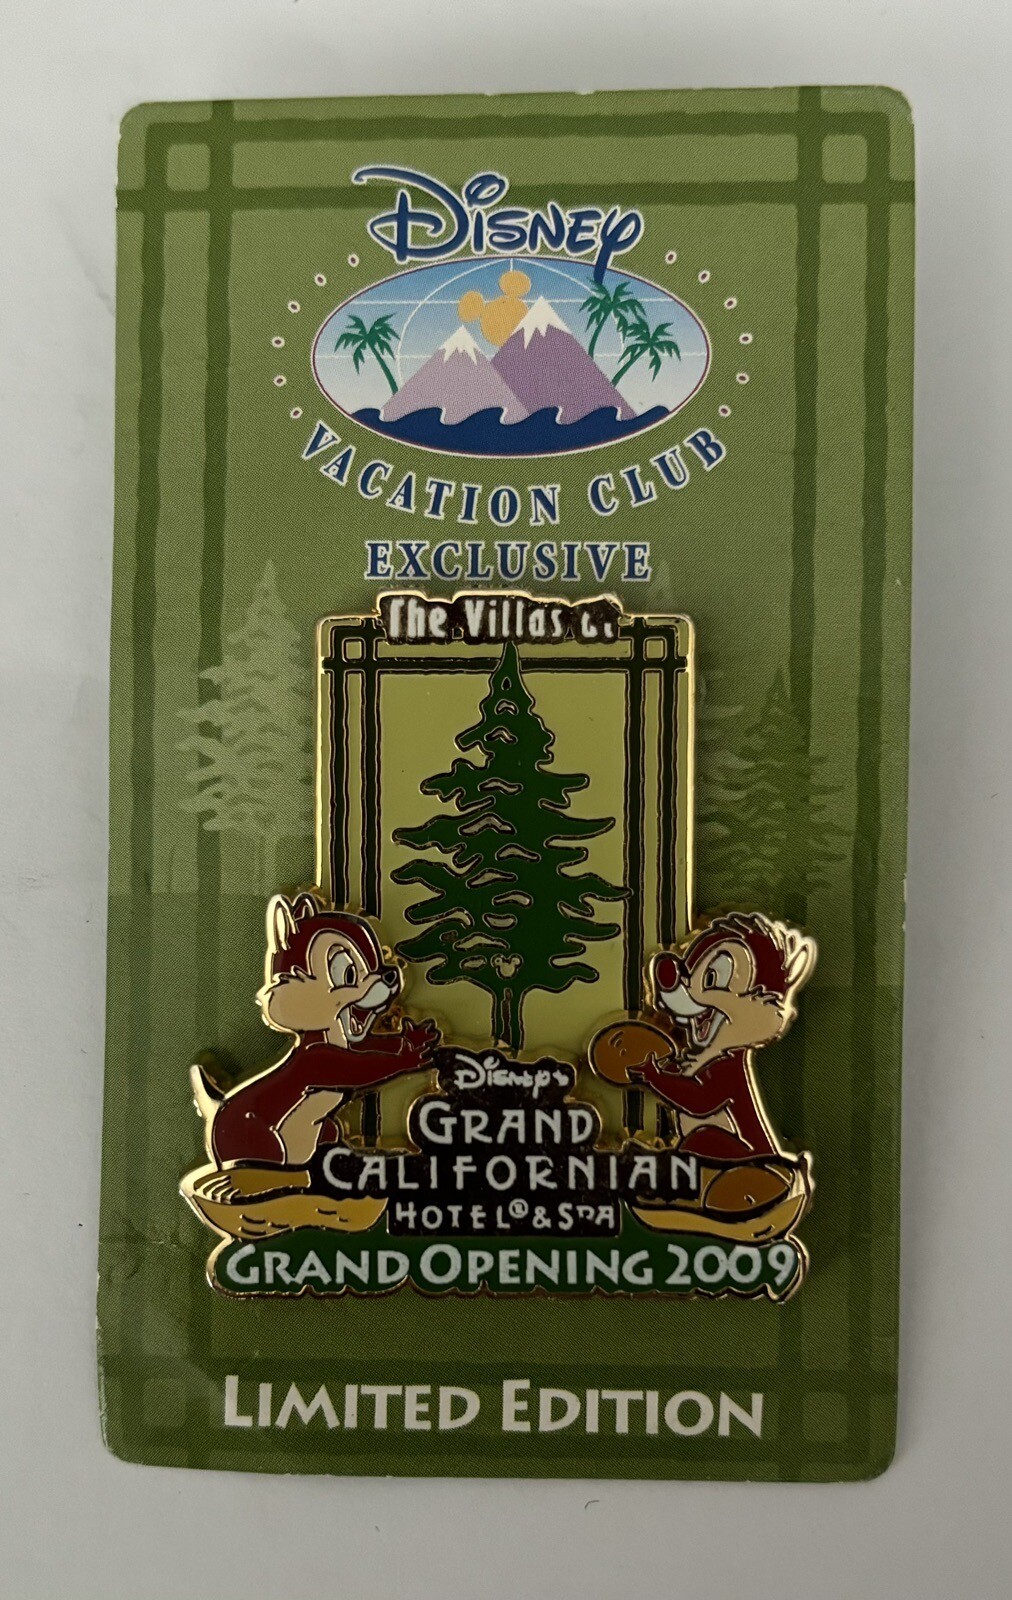 Disney
VACATION CLUB
EXCLUSIVE
The Villas at
Disney's
GRAND
CALIFORNIAN
HOTEL® & SPA
GRAND OPENING 2009
LIMITED EDITION